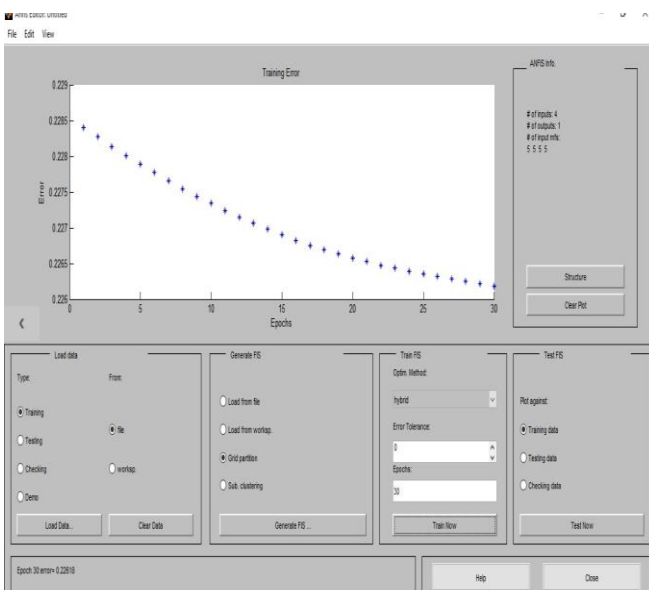 Anfis Editor: Untitled
File Edit View
Training Error
0.229
0.2285
0.228
0.2275
0.227
0.2265
0.226
Error
0 5 10 15 20 25 30
Epochs
ANFIS Info.
# of inputs: 4
# of outputs: 1
# of input mfs:
5 5 5 5
Structure
Clear Plot
Load data
Type:
From:
Training
Testing
Checking
Demo
file
worksp.
Load Data...
Clear Data
Generate FIS
Load from file
Load from worksp.
Grid partition
Sub. clustering
Generate FIS ...
Train FIS
Optim. Method:
hybrid
Error Tolerance:
0
Epochs:
30
Train Now
Test FIS
Plot against:
Training data
Testing data
Checking data
Test Now
Epoch 30:error= 0.22618
Help
Close